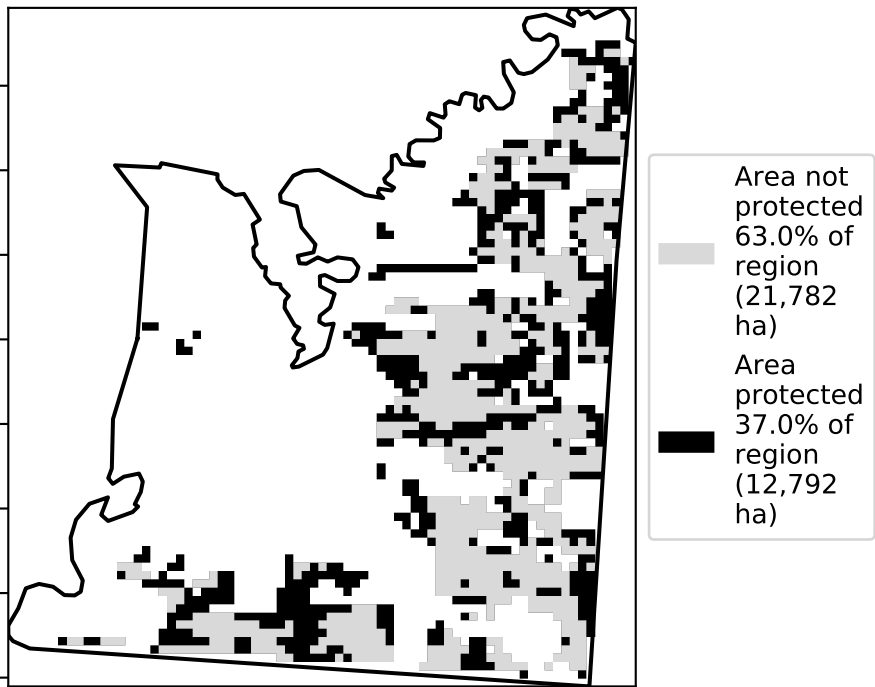 Area not
protected
63.0% of
region
(21,782
ha)
Area
protected
37.0% of
region
(12,792
ha)